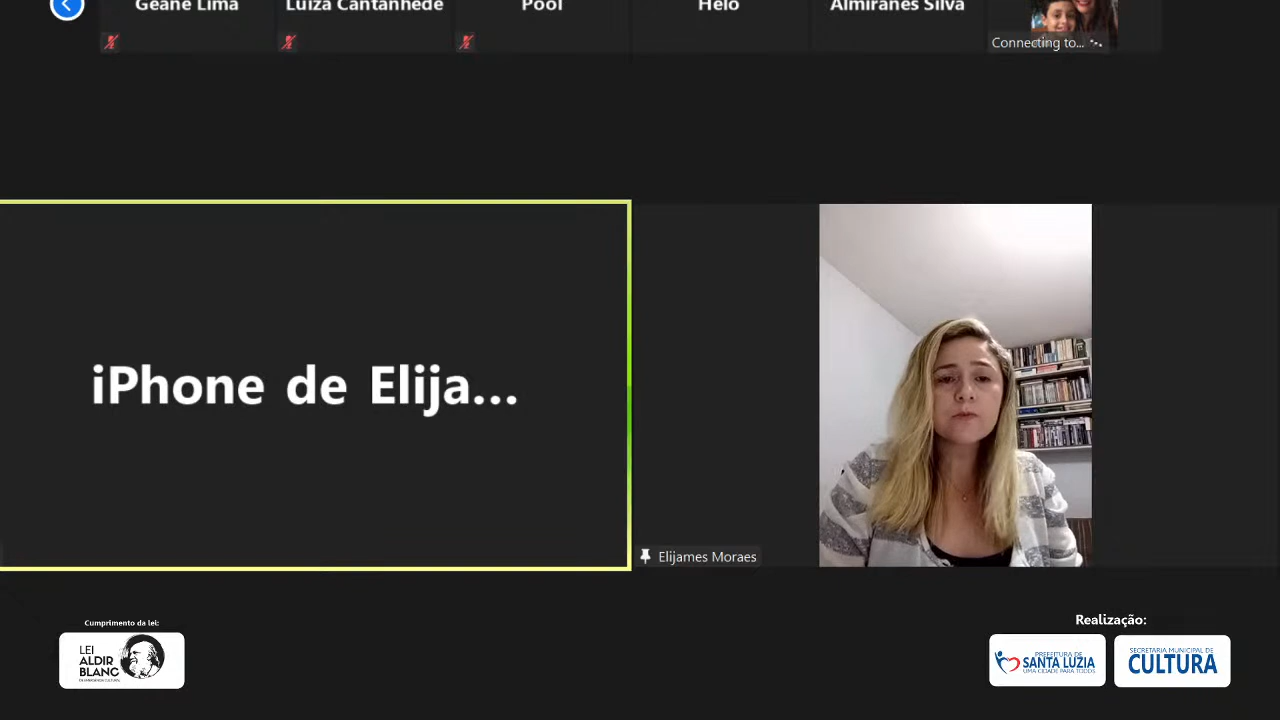 Geane Lima
Luiza Cantanhede
Pool
Helo
Almiranes Silva
Connecting to...
iPhone de Elija...
Elijames Moraes
Cumprimento da lei:
LEI
ALDIR
BLANC
Realização:
PREFEITURA DE
SANTA LUZIA
UMA CIDADE PARA TODOS
SECRETARIA MUNICIPAL DE
CULTURA